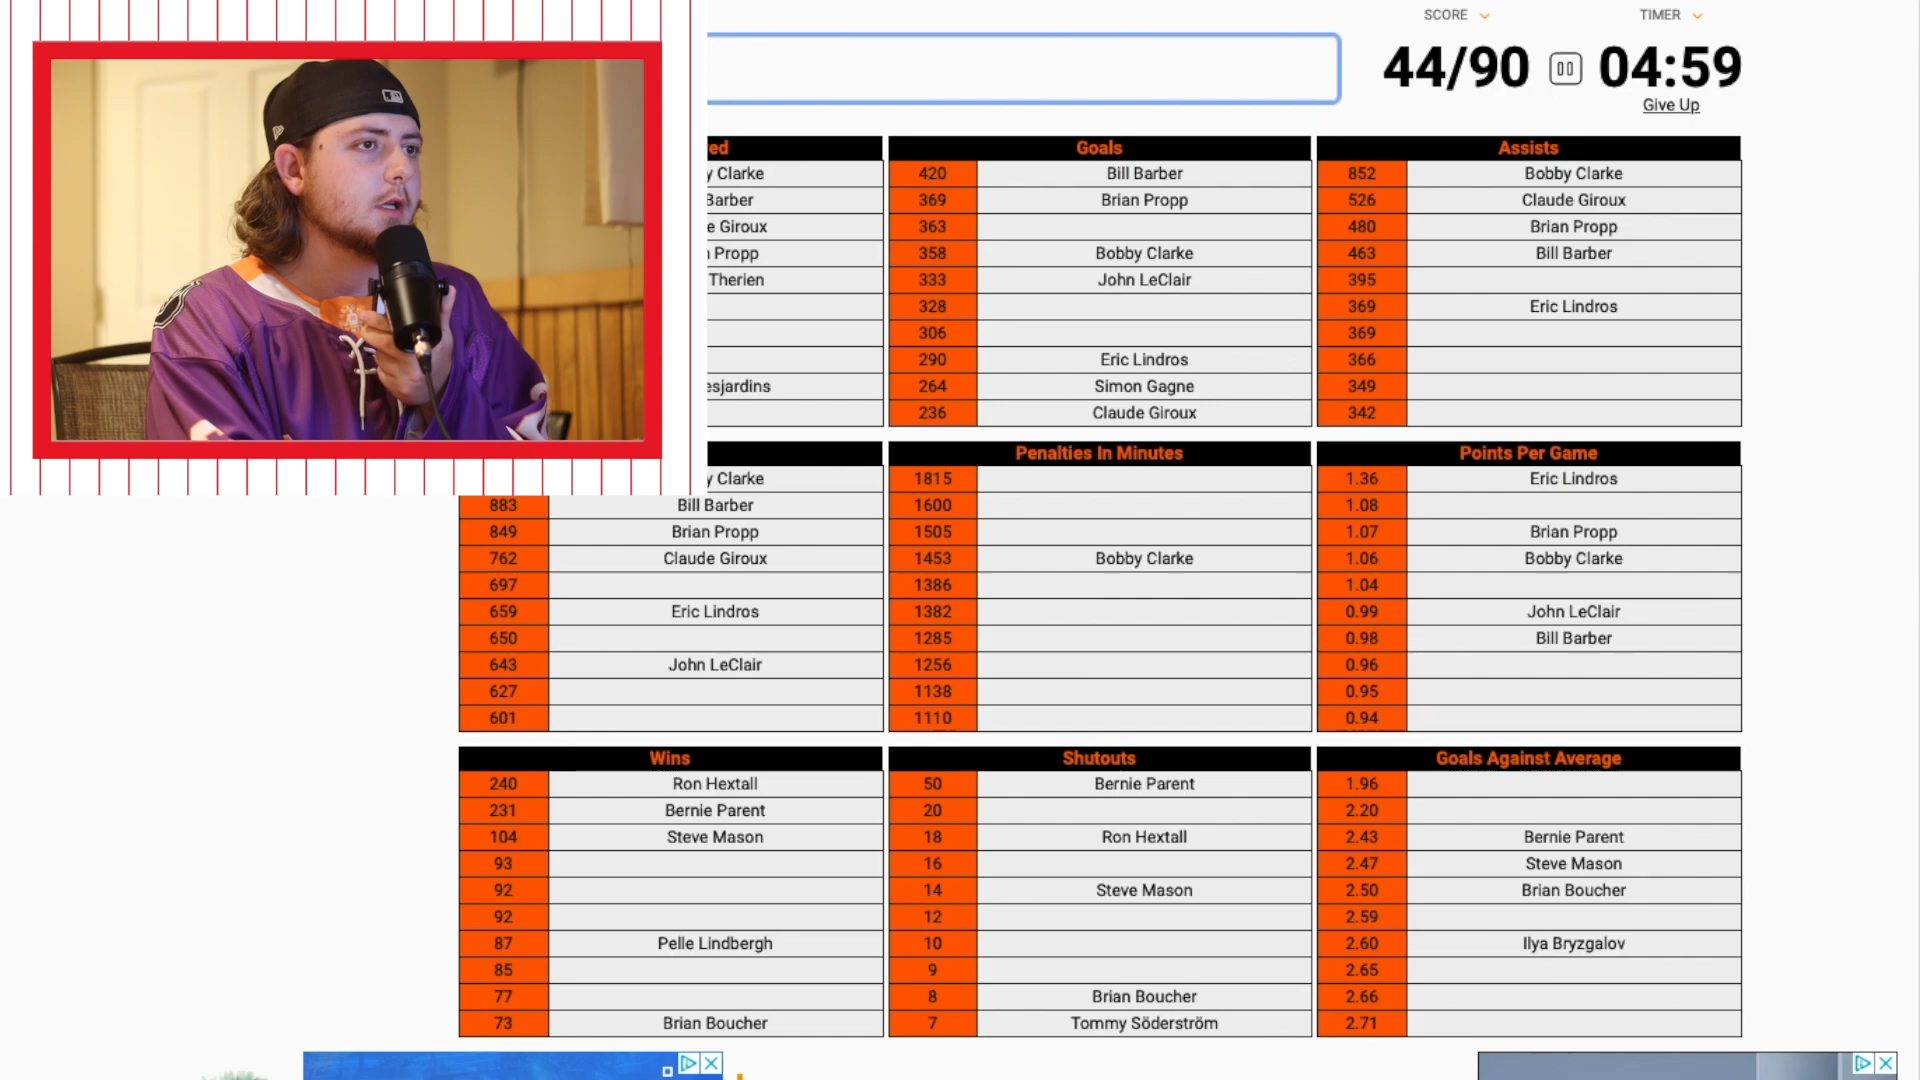 SCORE TIMER
44/90 04:59
Give Up
ed Goals Assists
y Clarke 420 Bill Barber 852 Bobby Clarke
Barber 369 Brian Propp 526 Claude Giroux
e Giroux 363 480 Brian Propp
Propp 358 Bobby Clarke 463 Bill Barber
Therien 333 John LeClair 395
328 369 Eric Lindros
306 369
290 Eric Lindros 366
esjardins 264 Simon Gagne 349
236 Claude Giroux 342
Penalties In Minutes Points Per Game
y Clarke 1815 1.36 Eric Lindros
883 Bill Barber 1600 1.08
849 Brian Propp 1505 1.07 Brian Propp
762 Claude Giroux 1453 Bobby Clarke 1.06 Bobby Clarke
697 1386 1.04
659 Eric Lindros 1382 0.99 John LeClair
650 1285 0.98 Bill Barber
643 John LeClair 1256 0.96
627 1138 0.95
601 1110 0.94
Wins Shutouts Goals Against Average
240 Ron Hextall 50 Bernie Parent 1.96
231 Bernie Parent 20 2.20
104 Steve Mason 18 Ron Hextall 2.43 Bernie Parent
93 16 2.47 Steve Mason
92 14 Steve Mason 2.50 Brian Boucher
92 12 2.59
87 Pelle Lindbergh 10 2.60 Ilya Bryzgalov
85 9 2.65
77 8 Brian Boucher 2.66
73 Brian Boucher 7 Tommy Söderström 2.71